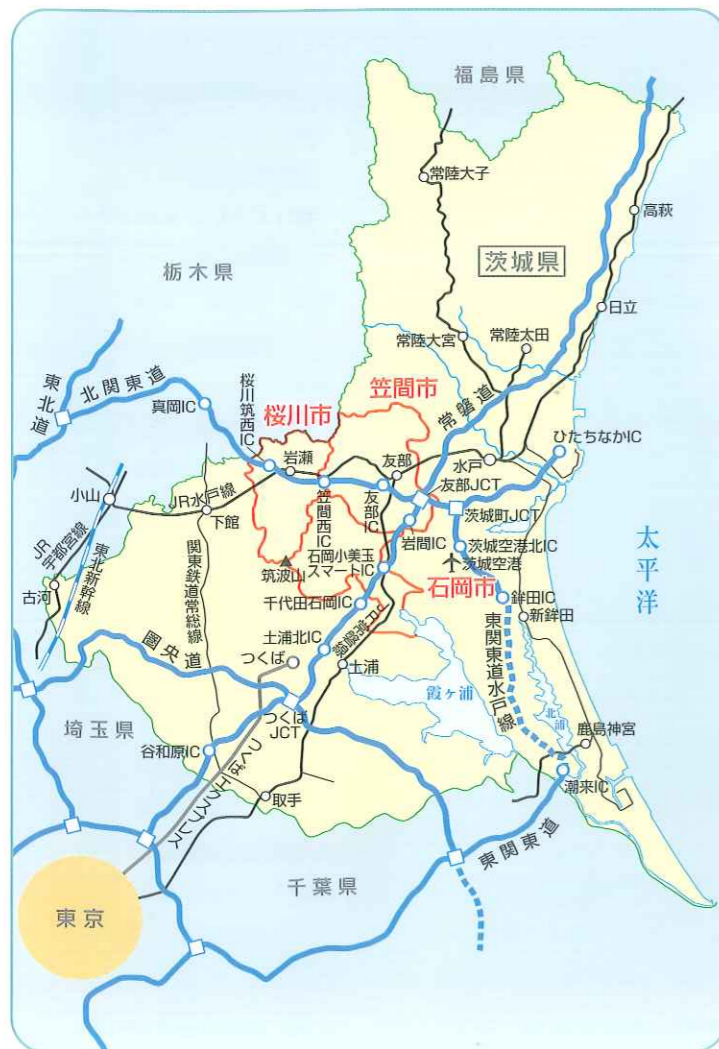 福島県
常陸大子
高萩
茨城県
栃木県
日立
常陸大宮
常陸太田
東北道
北関東道
真岡IC
桜川筑西IC
桜川市
笠間市
常磐道
ひたちなかIC
岩瀬
友部
水戸
友部JCT
小山
JR水戸線
下館
笠間西IC
友部IC
茨城町JCT
岩間IC
茨城空港北IC
茨城空港
JR宇都宮線
東北新幹線
関東鉄道常総線
筑波山
石岡小美玉
スマートIC
石岡市
太平洋
古河
千代田石岡IC
鉾田IC
新鉾田
JR常磐線
土浦北IC
圏央道
つくば
土浦
東関東道水戸線
霞ヶ浦
北浦
つくば
JCT
埼玉県
谷和原IC
鹿島神宮
つくばエクスプレス
取手
潮来IC
東関東道
千葉県
東京